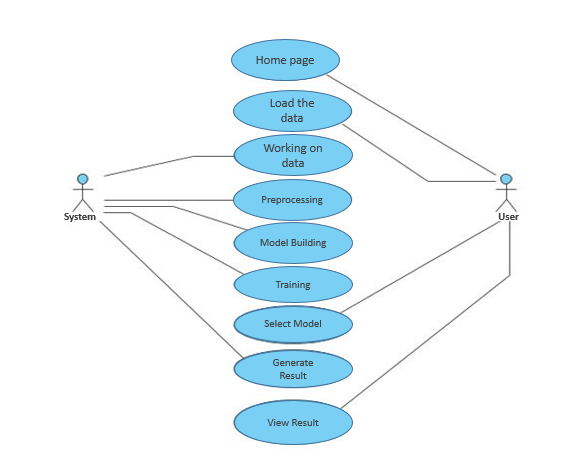 Home page
Load the
data
Working on
data
Preprocessing
System
User
Model Building
Training
Select Model
Generate
Result
View Result